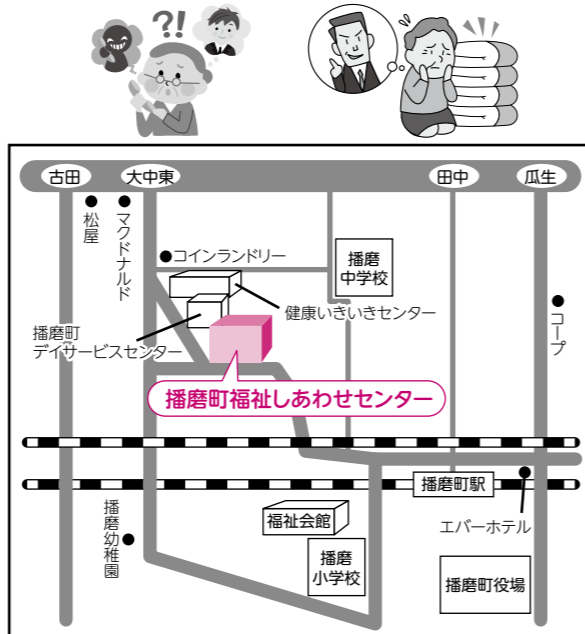 ?!
古田
大中東
田中
瓜生
松屋
マクドナルド
コインランドリー
播磨
中学校
健康いきいきセンター
播磨町
デイサービスセンター
コープ
播磨町福祉しあわせセンター
播磨町駅
福祉会館
エバーホテル
播磨幼稚園
播磨
小学校
播磨町役場